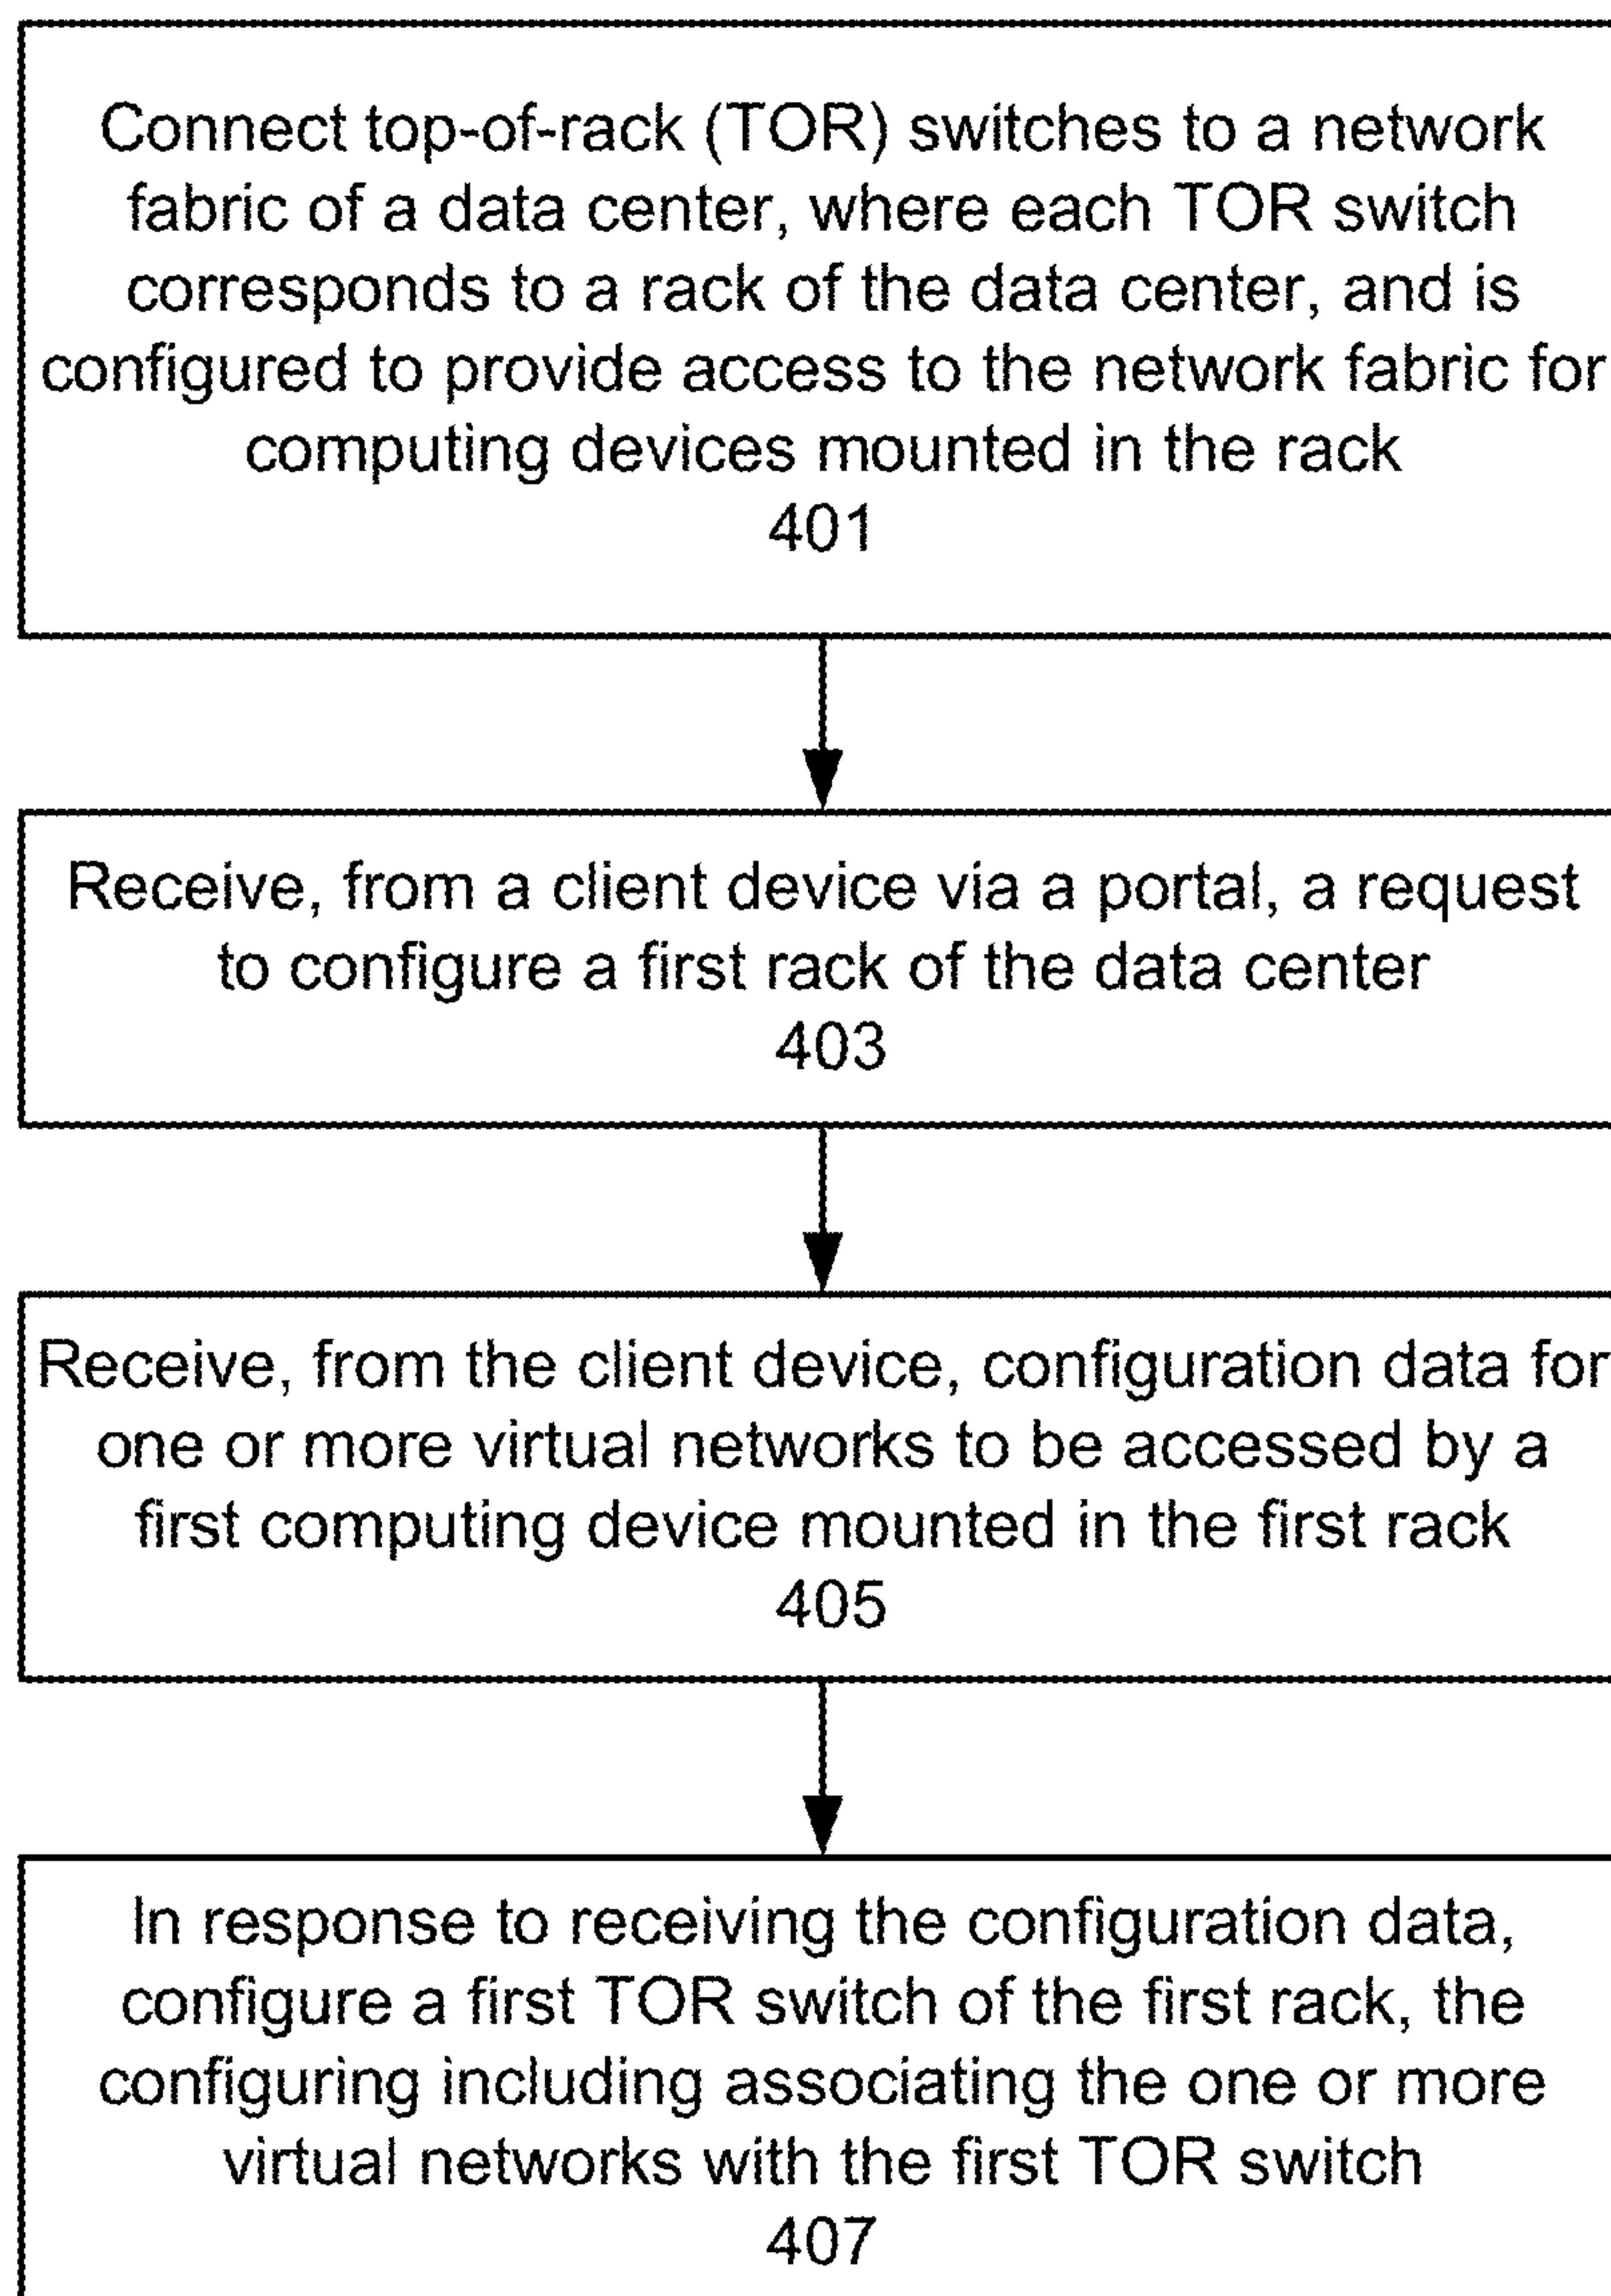 Connect top-of-rack (TOR) switches to a network
fabric of a data center, where each TOR switch
corresponds to a rack of the data center, and is
configured to provide access to the network fabric for
computing devices mounted in the rack
401
Receive, from a client device via a portal, a request
to configure a first rack of the data center
403
Receive, from the client device, configuration data for
one or more virtual networks to be accessed by a
first computing device mounted in the first rack
405
In response to receiving the configuration data,
configure a first TOR switch of the first rack, the
configuring including associating the one or more
virtual networks with the first TOR switch
407